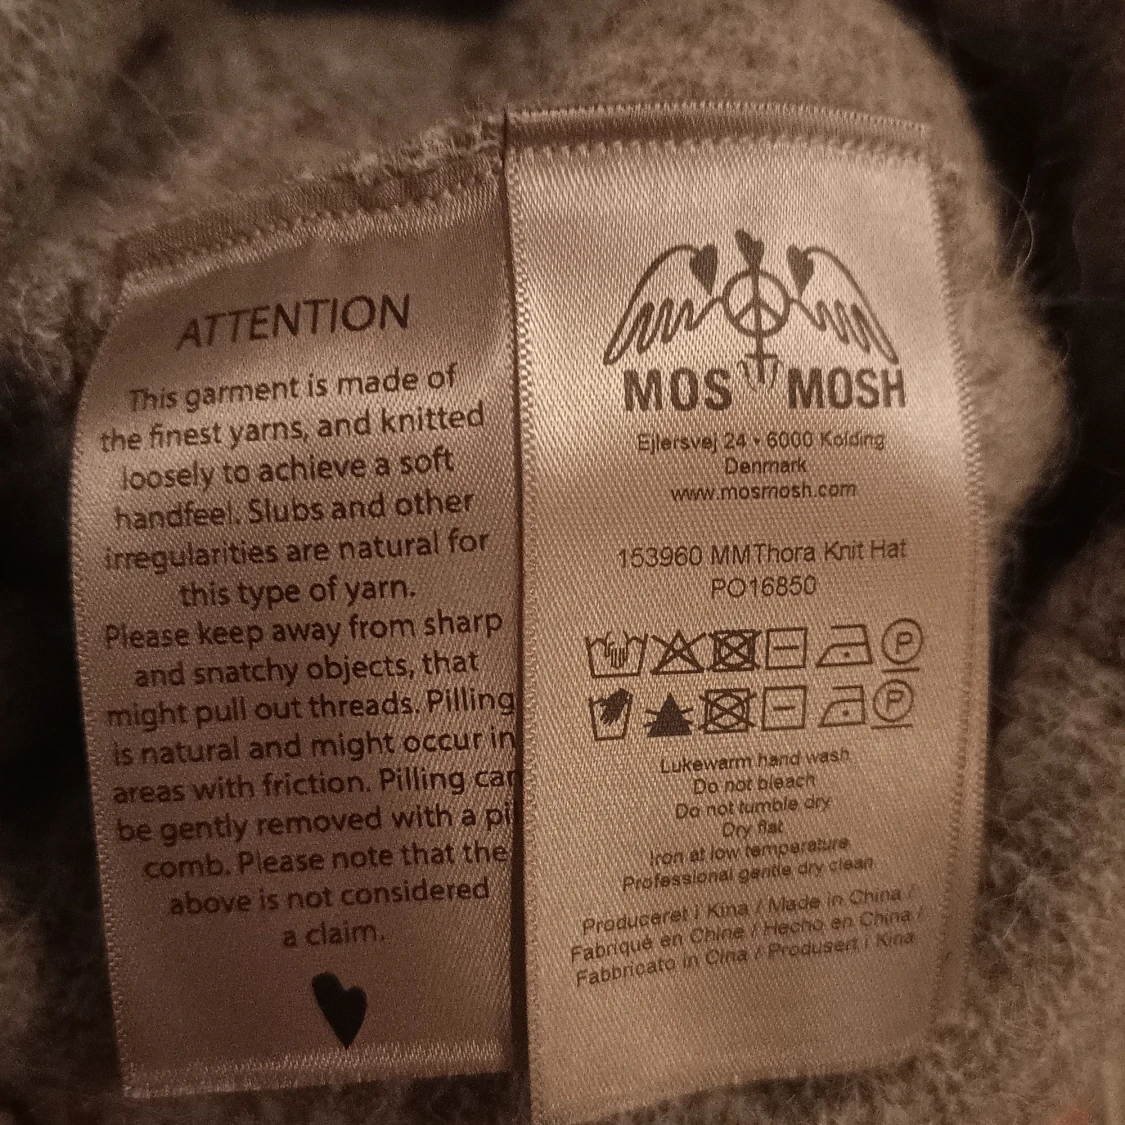 ATTENTION
This garment is made of
the finest yarns, and knitted
loosely to achieve a soft
handfeel. Slubs and other
irregularities are natural for
this type of yarn.
Please keep away from sharp
and snatchy objects, that
might pull out threads. Pilling
is natural and might occur in
areas with friction. Pilling can
be gently removed with a pi
comb. Please note that the
above is not considered
a claim.
MOS MOSH
Ejlersvej 24 • 6000 Kolding
Denmark
www.mosmosh.com
153960 MMThora Knit Hat
PO16850
P
P
Lukewarm hand wash
Do not bleach
Do not tumble dry
Dry flat
Iron at low temperature
Professional gentle dry clean
Produceret i Kina / Made in China /
Fabriqué en Chine / Hecho en China /
Fabbricato in Cina / Produsert i Kina